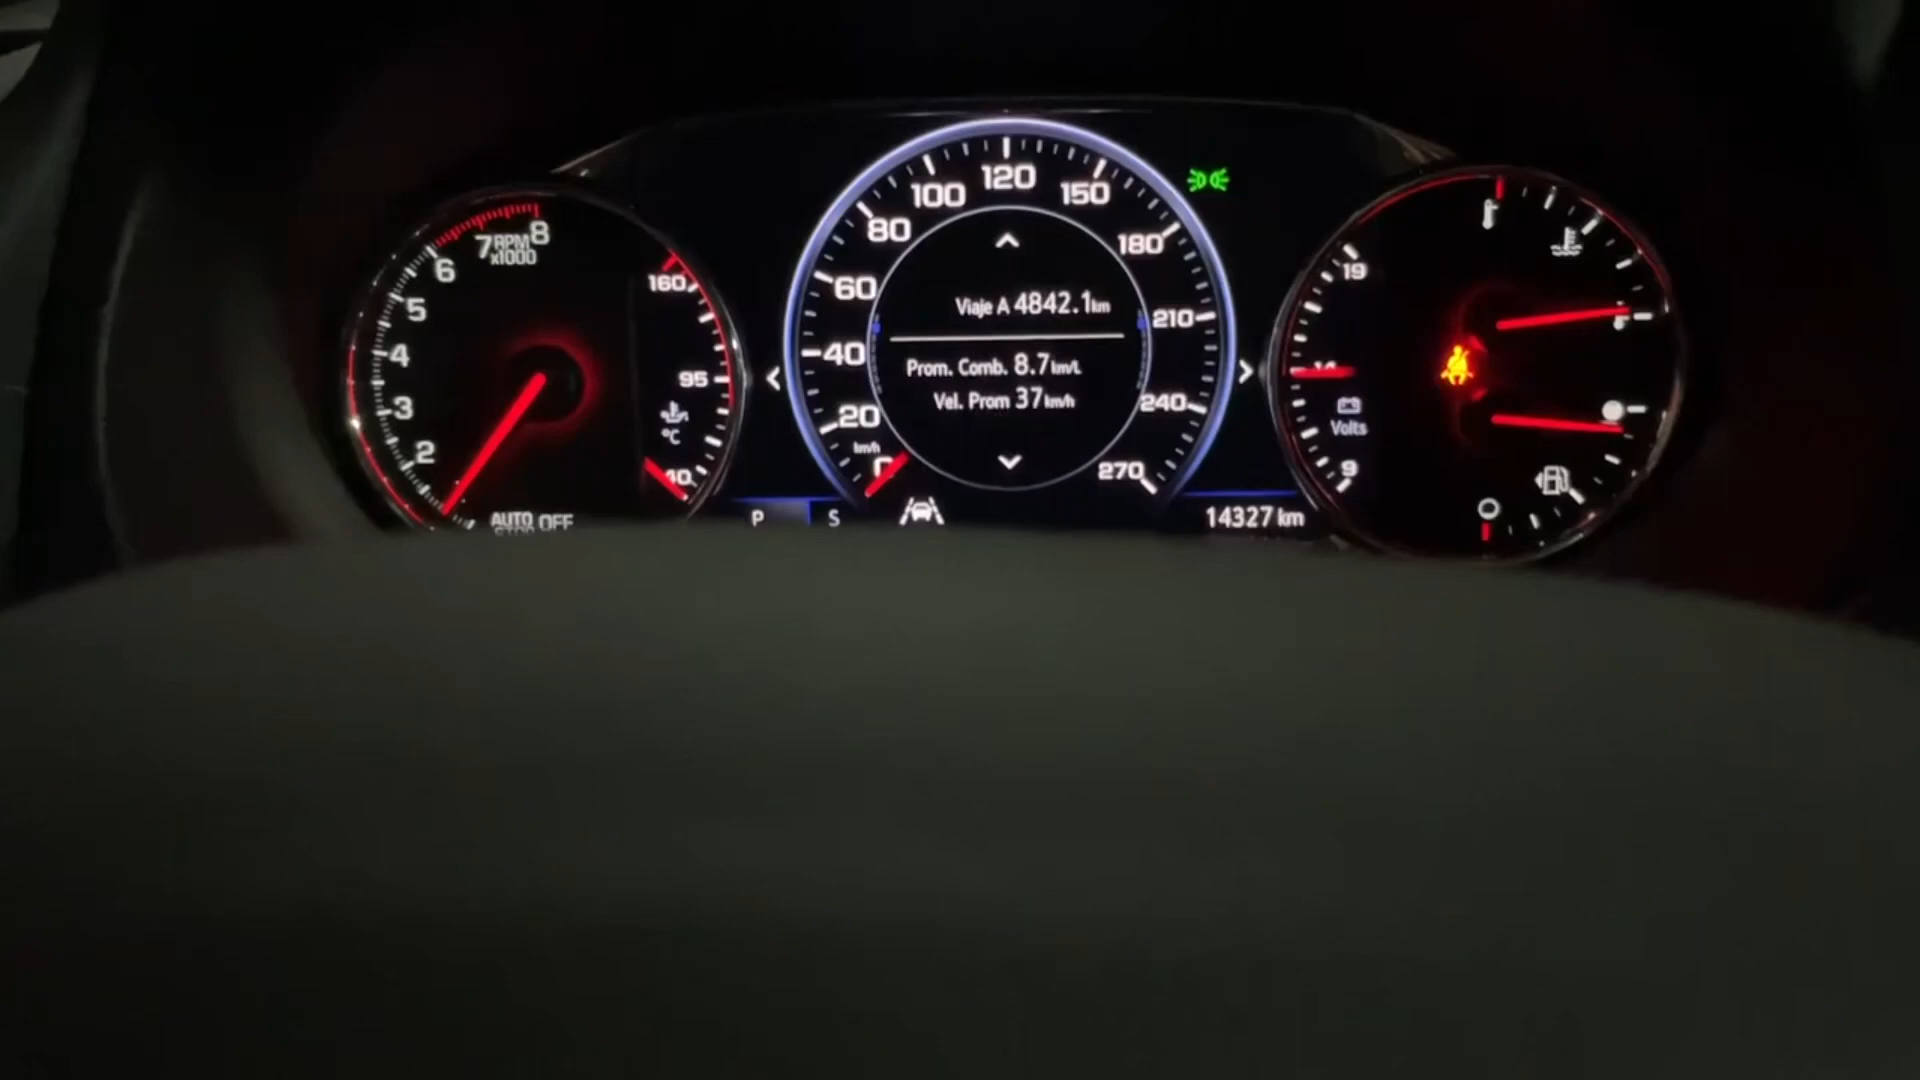 8
7 RPM
x1000
6
5
4
3
2
AUTO OFF
STOP
160
95
°C
40
0
20
40
60
80
100
120
150
180
210
240
270
km/h
Viaje A 4842.1 km
Prom. Comb. 8.7 km/L
Vel. Prom 37 km/h
P
S
14327 km
19
14
Volts
9